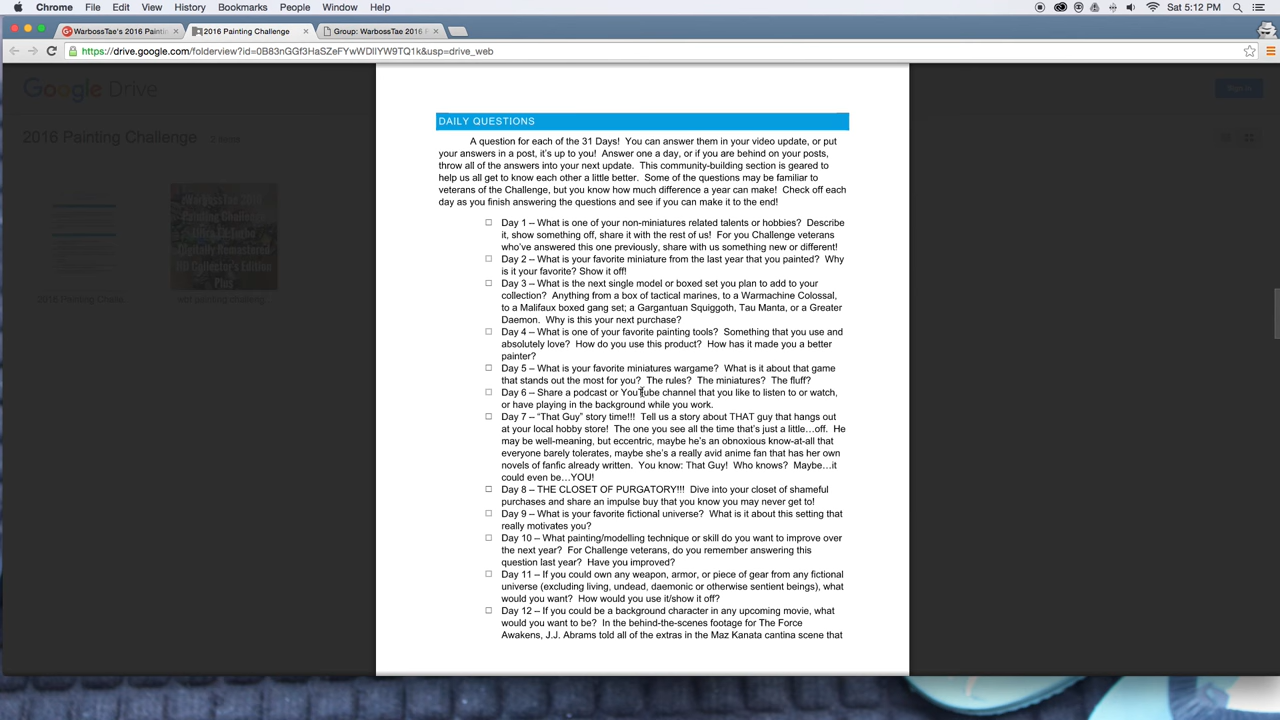 Chrome File Edit View History Bookmarks People Window Help Sat 5:12 PM
WarbossTae's 2016 Painti 2016 Painting Challenge Group: WarbossTae 2016 P
https://drive.google.com/folderview?id=0B83nGGf3HaSZeFYwWDllYW9TQ1k&usp=drive_web
Google Drive Sign in
2016 Painting Challenge
2016 Painting Challe...
DAILY QUESTIONS
A question for each of the 31 Days! You can answer them in your video update, or put
your answers in a post, it's up to you! Answer one a day, or if you are behind on your posts,
throw all of the answers into your next update. This community-building section is geared to
help us all get to know each other a little better. Some of the questions may be familiar to
veterans of the Challenge, but you know how much difference a year can make! Check off each
day as you finish answering the questions and see if you can make it to the end!
Day 1 – What is one of your non-miniatures related talents or hobbies? Describe
it, show something off, share it with the rest of us! For you Challenge veterans
who've answered this one previously, share with us something new or different!
Day 2 – What is your favorite miniature from the last year that you painted? Why
is it your favorite? Show it off!
Day 3 – What is the next single model or boxed set you plan to add to your
collection? Anything from a box of tactical marines, to a Warmachine Colossal,
to a Malifaux boxed gang set; a Gargantuan Squiggoth, Tau Manta, or a Greater
Daemon. Why is this your next purchase?
Day 4 – What is one of your favorite painting tools? Something that you use and
absolutely love? How do you use this product? How has it made you a better
painter?
Day 5 – What is your favorite miniatures wargame? What is it about that game
that stands out the most for you? The rules? The miniatures? The fluff?
Day 6 – Share a podcast or YouTube channel that you like to listen to or watch,
or have playing in the background while you work.
Day 7 – “That Guy” story time!!! Tell us a story about THAT guy that hangs out
at your local hobby store! The one you see all the time that's just a little…off. He
may be well-meaning, but eccentric, maybe he's an obnoxious know-at-all that
everyone barely tolerates, maybe she's a really avid anime fan that has her own
novels of fanfic already written. You know: That Guy! Who knows? Maybe…it
could even be…YOU!
Day 8 – THE CLOSET OF PURGATORY!!! Dive into your closet of shameful
purchases and share an impulse buy that you know you may never get to!
Day 9 – What is your favorite fictional universe? What is it about this setting that
really motivates you?
Day 10 – What painting/modelling technique or skill do you want to improve over
the next year? For Challenge veterans, do you remember answering this
question last year? Have you improved?
Day 11 – If you could own any weapon, armor, or piece of gear from any fictional
universe (excluding living, undead, daemonic or otherwise sentient beings), what
would you want? How would you use it/show it off?
Day 12 – If you could be a background character in any upcoming movie, what
would you want to be? In the behind-the-scenes footage for The Force
Awakens, J.J. Abrams told all of the extras in the Maz Kanata cantina scene that